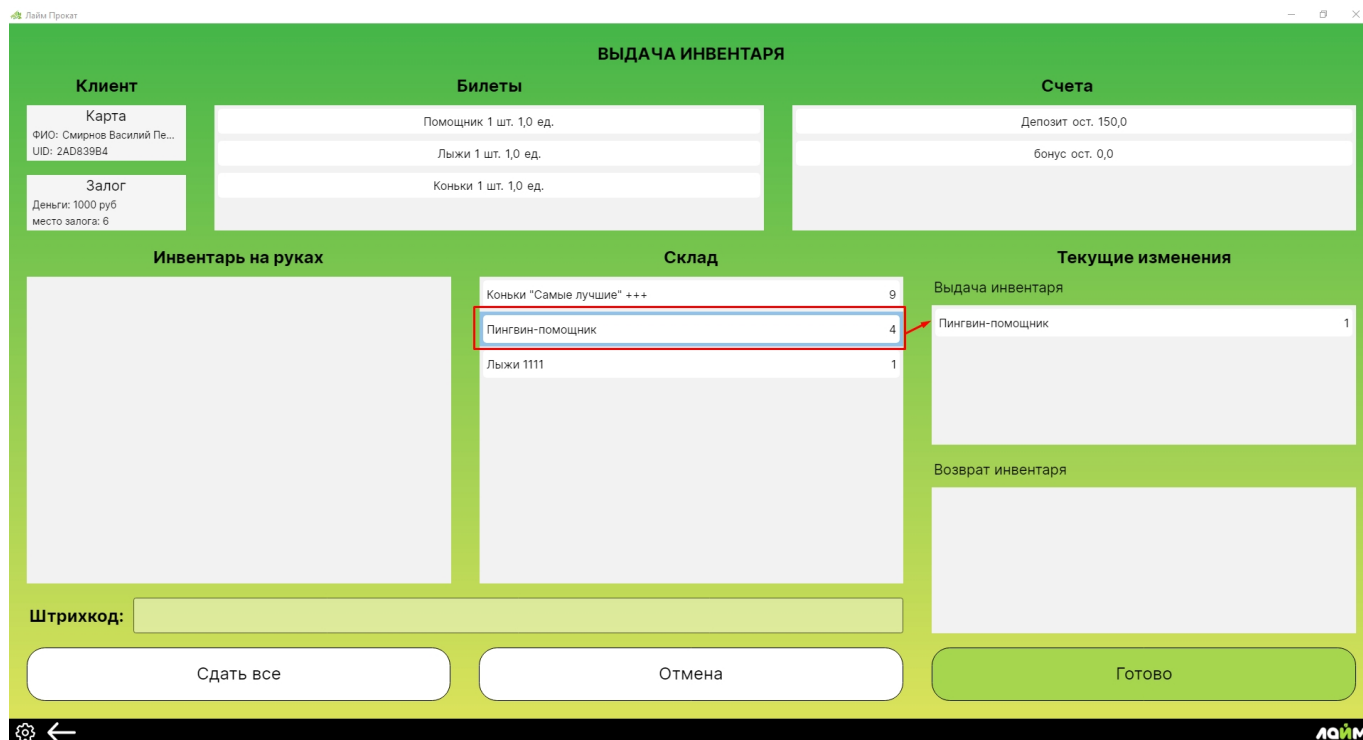 Лайм Прокат
ВЫДАЧА ИНВЕНТАРЯ
Клиент
Карта
ФИО: Смирнов Василий Пе...
UID: 2AD839B4
Залог
Деньги: 1000 руб
место залога: 6
Билеты
Помощник 1 шт. 1,0 ед.
Лыжи 1 шт. 1,0 ед.
Коньки 1 шт. 1,0 ед.
Счета
Депозит ост. 150,0
бонус ост. 0,0
Инвентарь на руках
Склад
Коньки "Самые лучшие" +++ 9
Пингвин-помощник 4
Лыжи 1111 1
Текущие изменения
Выдача инвентаря
Пингвин-помощник 1
Возврат инвентаря
Штрихкод:
Сдать все
Отмена
Готово
лайм